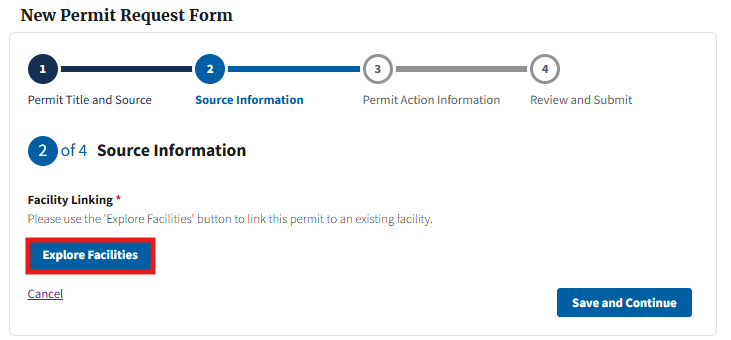 New Permit Request Form
1 2 3 4
Permit Title and Source Source Information Permit Action Information Review and Submit
2 of 4 Source Information
Facility Linking *
Please use the 'Explore Facilities' button to link this permit to an existing facility.
Explore Facilities
Cancel
Save and Continue